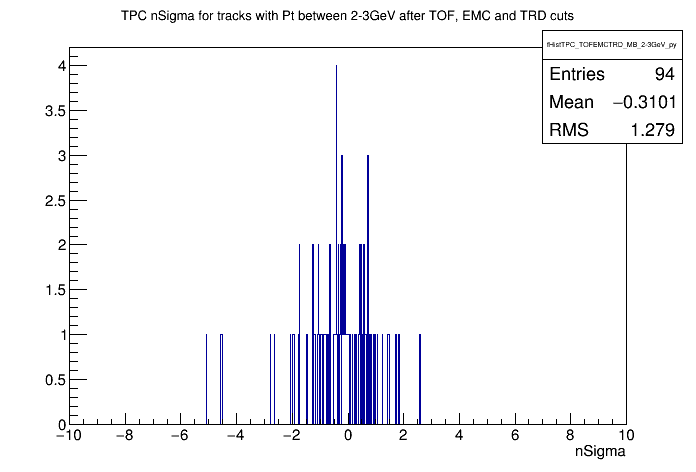 TPC nSigma for tracks with Pt between 2-3GeV after TOF, EMC and TRD cuts
fHistTPC_TOFEMCTRD_MB_2-3GeV_py
Entries 94
Mean −0.3101
RMS 1.279
4
3.5
3
2.5
2
1.5
1
0.5
0
−10 −8 −6 −4 −2 0 2 4 6 8 10
nSigma